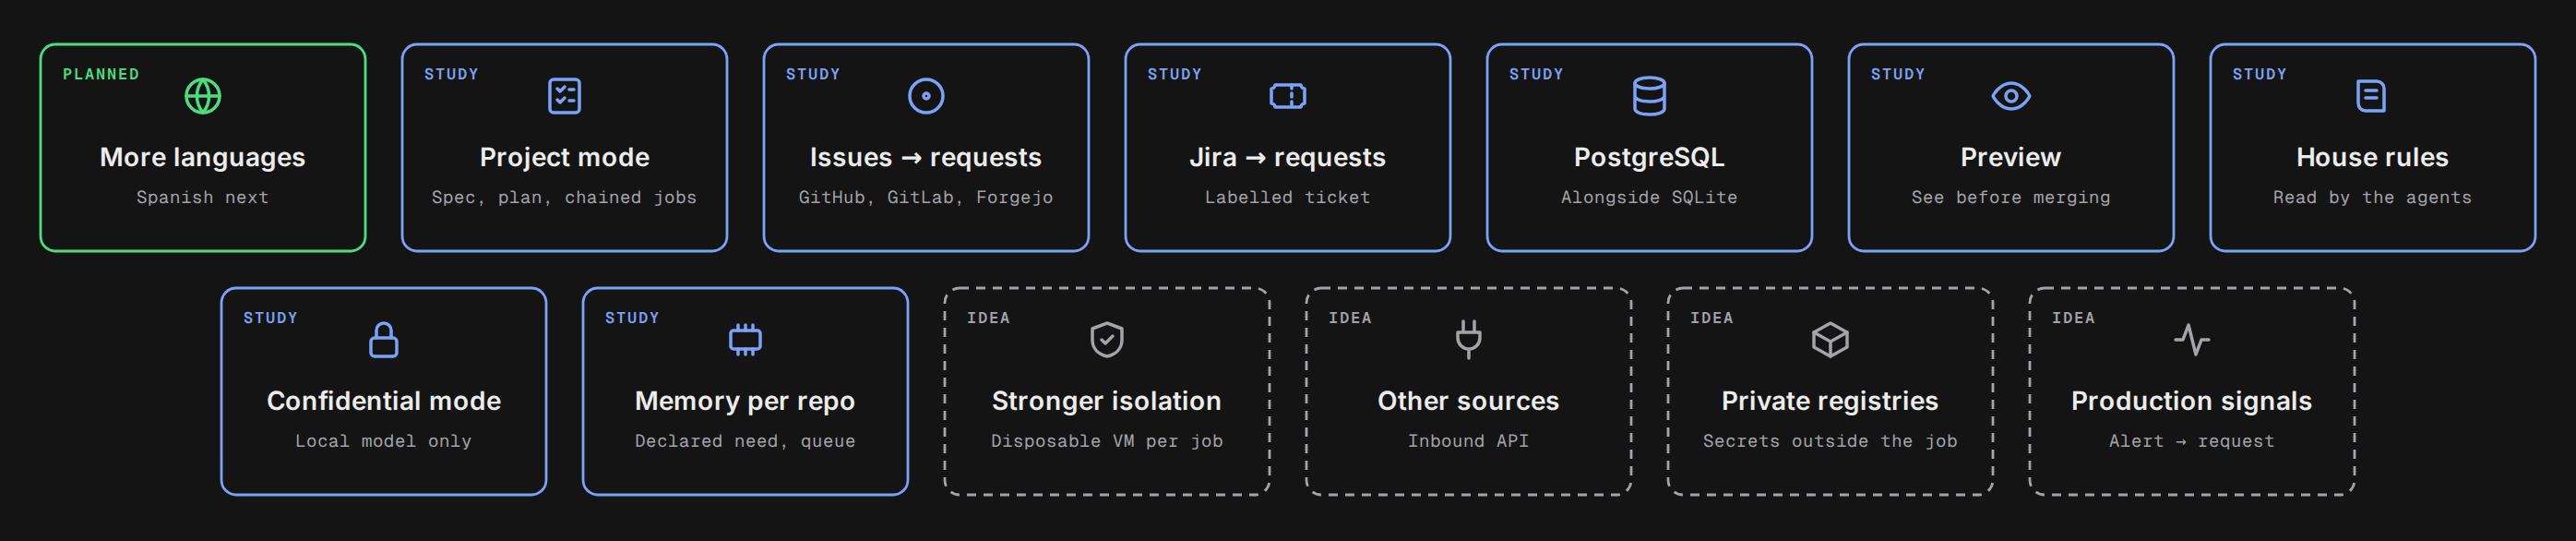 PLANNED
More languages
Spanish next
STUDY
Project mode
Spec, plan, chained jobs
STUDY
Issues → requests
GitHub, GitLab, Forgejo
STUDY
Jira → requests
Labelled ticket
STUDY
PostgreSQL
Alongside SQLite
STUDY
Preview
See before merging
STUDY
House rules
Read by the agents
STUDY
Confidential mode
Local model only
STUDY
Memory per repo
Declared need, queue
IDEA
Stronger isolation
Disposable VM per job
IDEA
Other sources
Inbound API
IDEA
Private registries
Secrets outside the job
IDEA
Production signals
Alert → request